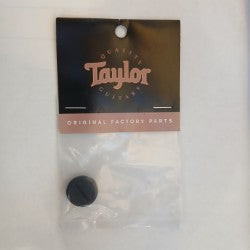 QUALITY
Taylor
GUITARS
ORIGINAL FACTORY PARTS